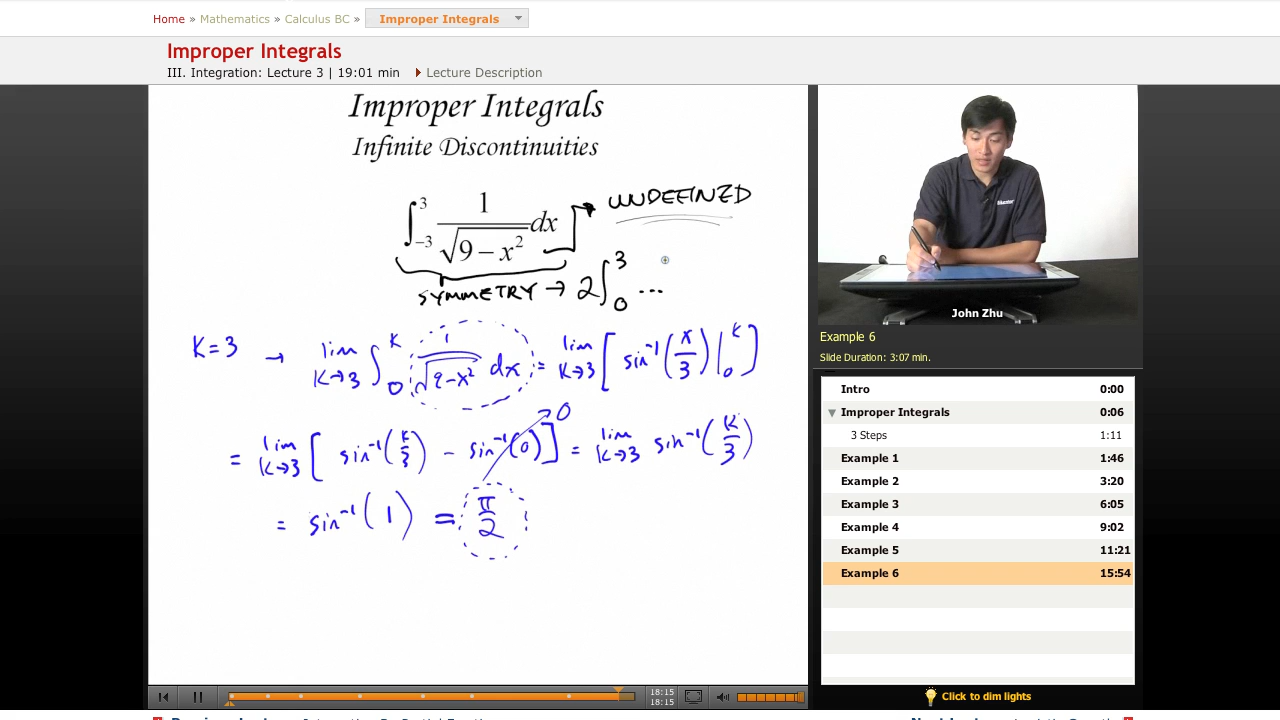 Home » Mathematics » Calculus BC » Improper Integrals
Improper Integrals
III. Integration: Lecture 3 | 19:01 min Lecture Description
Improper Integrals
Infinite Discontinuities
∫_{-3}^{3} 1/√(9 − x²) dx → UNDEFINED
SYMMETRY → 2∫_0^3 ...
K=3 → lim K→3 ∫_0^K 1/√(9−x²) dx = lim K→3 [ sin⁻¹(x/3) |_0^K ]
= lim K→3 [ sin⁻¹(K/3) − sin⁻¹(0) ] 0 = lim K→3 sin⁻¹(K/3)
= sin⁻¹(1) = π/2
Educator
John Zhu
Example 6
Slide Duration: 3:07 min.
Intro 0:00
Improper Integrals 0:06
3 Steps 1:11
Example 1 1:46
Example 2 3:20
Example 3 6:05
Example 4 9:02
Example 5 11:21
Example 6 15:54
18:15
18:15
Click to dim lights